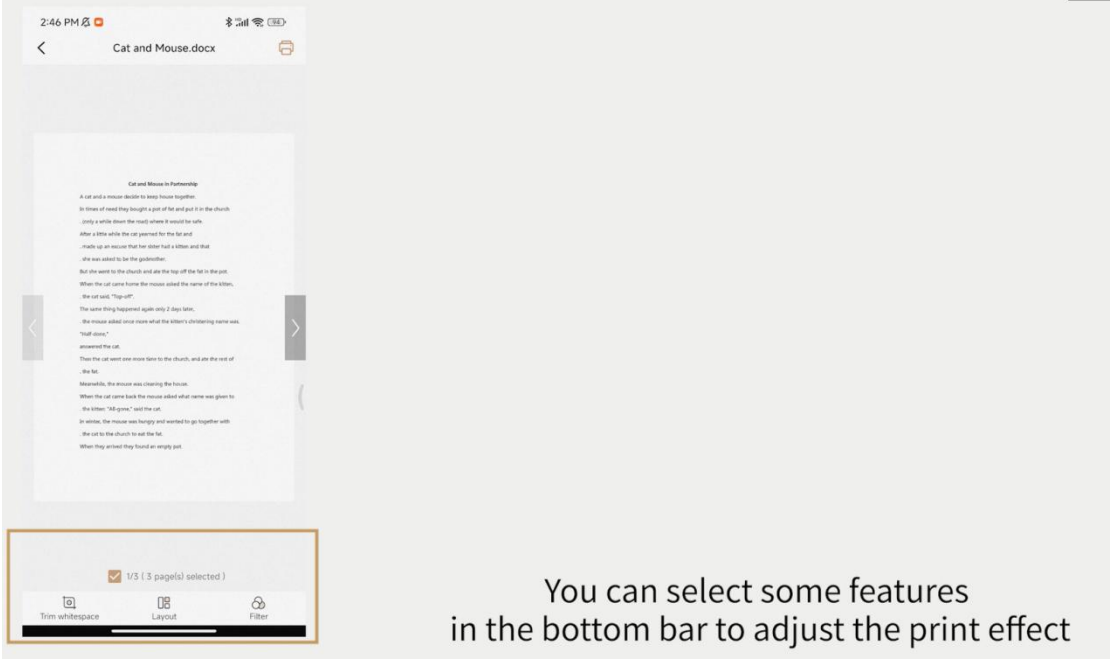 2:46 PM
94
Cat and Mouse.docx
Cat and Mouse in Partnership
A cat and a mouse decide to keep house together.
In times of need they bought a pot of fat and put it in the church
. (only a while down the road) where it would be safe.
After a little while the cat yearned for the fat and
. made up an excuse that her sister had a kitten and that
. she was asked to be the godmother.
But she went to the church and ate the top off the fat in the pot.
When the cat came home the mouse asked the name of the kitten,
. the cat said, "Top-off".
The same thing happened again only 2 days later,
. the mouse asked once more what the kitten's christening name was.
"Half-done,"
answered the cat.
Then the cat went one more time to the church, and ate the rest of
. the fat.
Meanwhile, the mouse was cleaning the house.
When the cat came back the mouse asked what name was given to
. the kitten "All-gone," said the cat.
In winter, the mouse was hungry and wanted to go together with
. the cat to the church to eat the fat.
When they arrived they found an empty pot.
1/3 ( 3 page(s) selected )
Trim whitespace Layout Filter
You can select some features
in the bottom bar to adjust the print effect